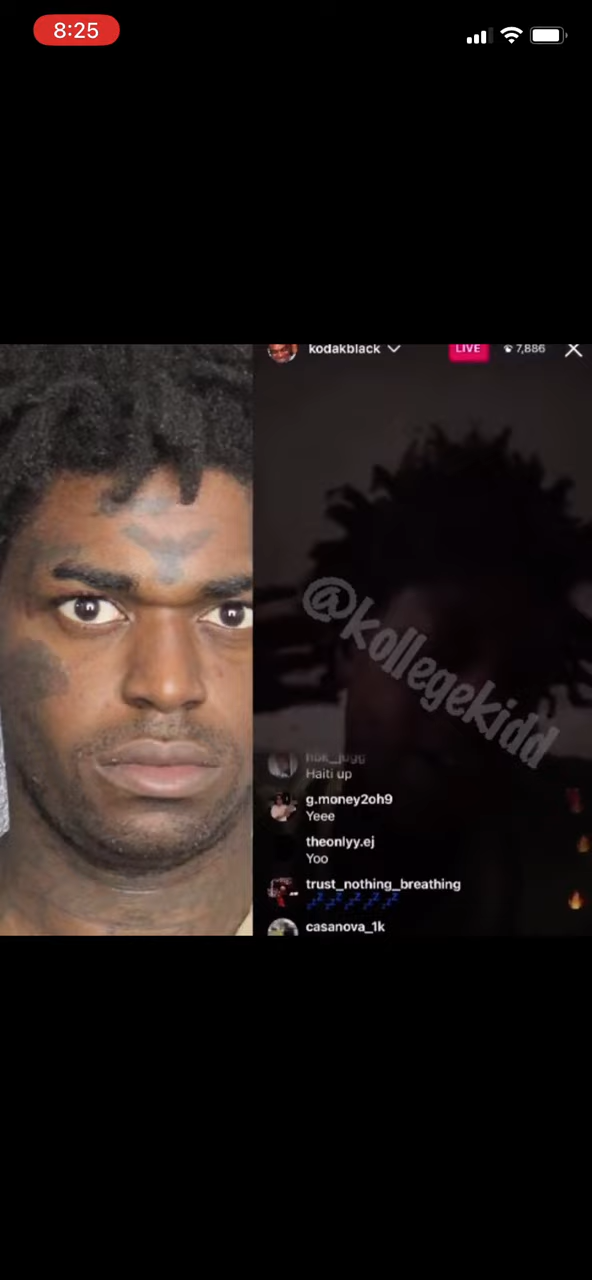 8:25
kodakblack
LIVE 7,886
@kollegekidd
Haiti up
g.money2oh9
Yeee
theonlyy.ej
Yoo
trust_nothing_breathing
💤💤💤💤💤
casanova_1k